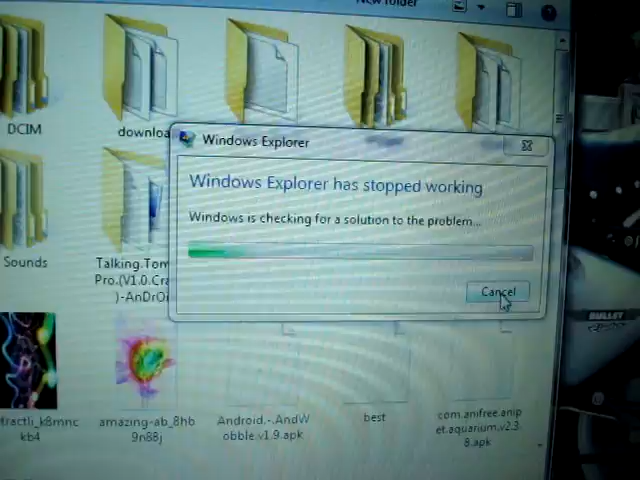 New folder
DCIM
downloa
Windows Explorer
Windows Explorer has stopped working
Windows is checking for a solution to the problem...
Cancel
Sounds
Talking.Tom
Pro.(V1.0.Cra
)-AnDrOi
tracti_k8mnc
kb4
amazing-ab_8hb
9n88j
Android.-.AndW
obble.v1.9.apk
best
com.anifree.anip
et.aquarium.v2.3
8.apk
BULLET